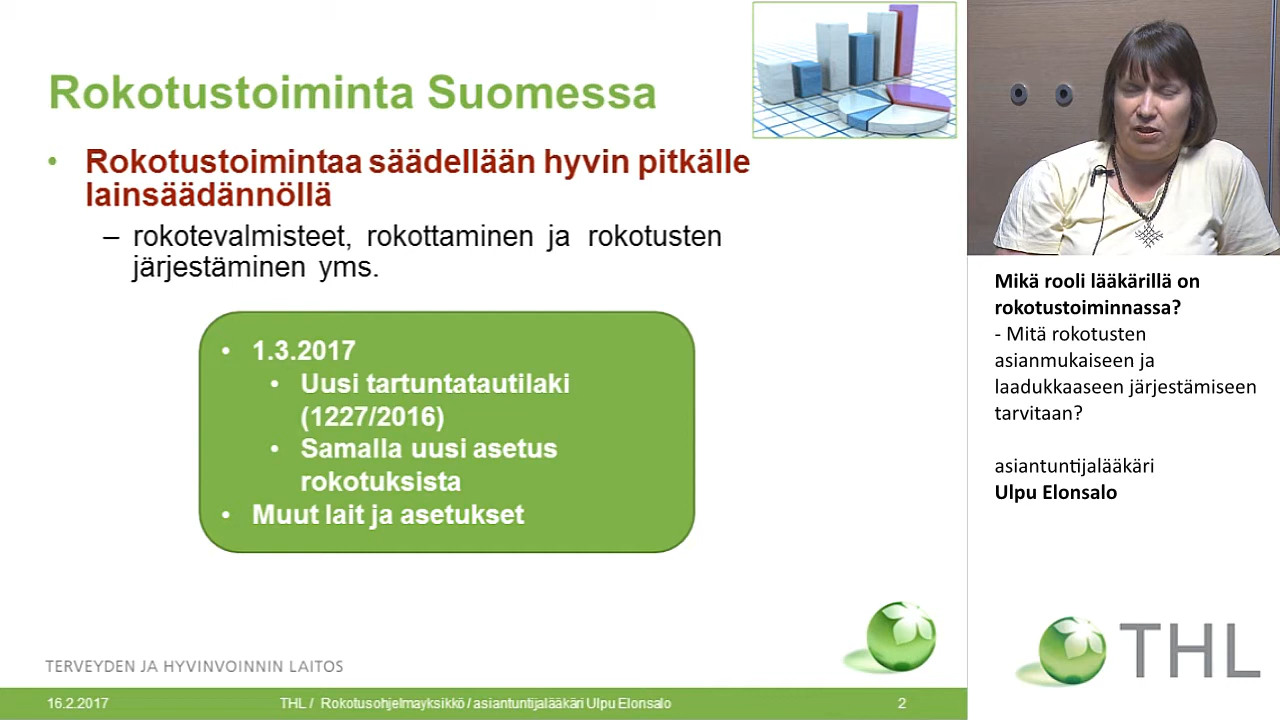 Rokotustoiminta Suomessa
• Rokotustoimintaa säädellään hyvin pitkälle
lainsäädännöllä
– rokotevalmisteet, rokottaminen ja rokotusten
järjestäminen yms.
• 1.3.2017
• Uusi tartuntatautilaki
(1227/2016)
• Samalla uusi asetus
rokotuksista
• Muut lait ja asetukset
TERVEYDEN JA HYVINVOINNIN LAITOS
16.2.2017
THL / Rokotusohjelmayksikkö / asiantuntijalääkäri Ulpu Elonsalo
2
Mikä rooli lääkärillä on
rokotustoiminnassa?
- Mitä rokotusten
asianmukaiseen ja
laadukkaaseen järjestämiseen
tarvitaan?
asiantuntijalääkäri
Ulpu Elonsalo
THL